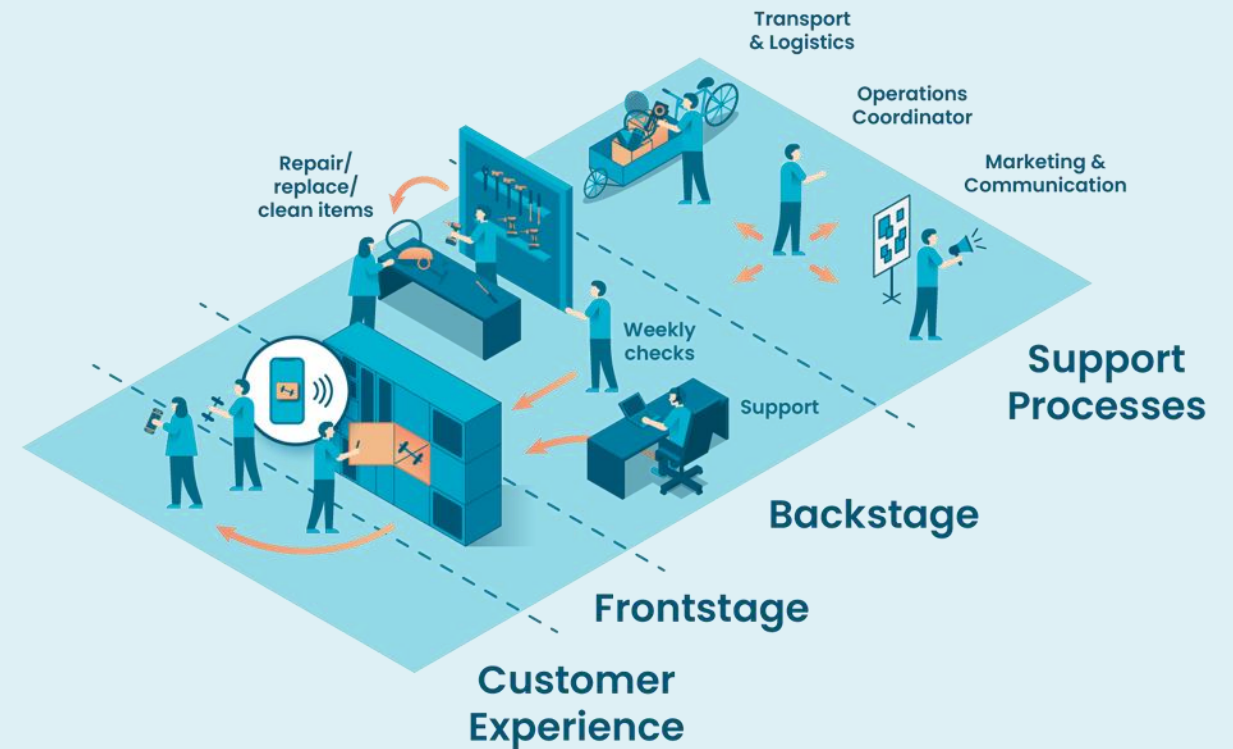 Transport
& Logistics
Operations
Coordinator
Marketing &
Communication
Repair/
replace/
clean items
Weekly
checks
Support
Support
Processes
Backstage
Frontstage
Customer
Experience